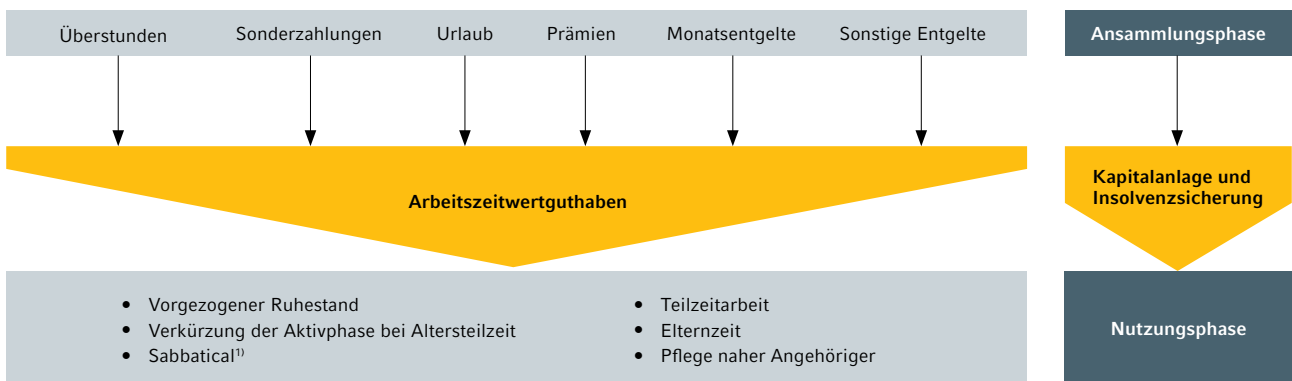 Überstunden Sonderzahlungen Urlaub Prämien Monatsentgelte Sonstige Entgelte
Ansammlungsphase
Arbeitszeitwertguthaben
Kapitalanlage und
Insolvenzsicherung
• Vorgezogener Ruhestand
• Verkürzung der Aktivphase bei Altersteilzeit
• Sabbatical¹⁾
• Teilzeitarbeit
• Elternzeit
• Pflege naher Angehöriger
Nutzungsphase